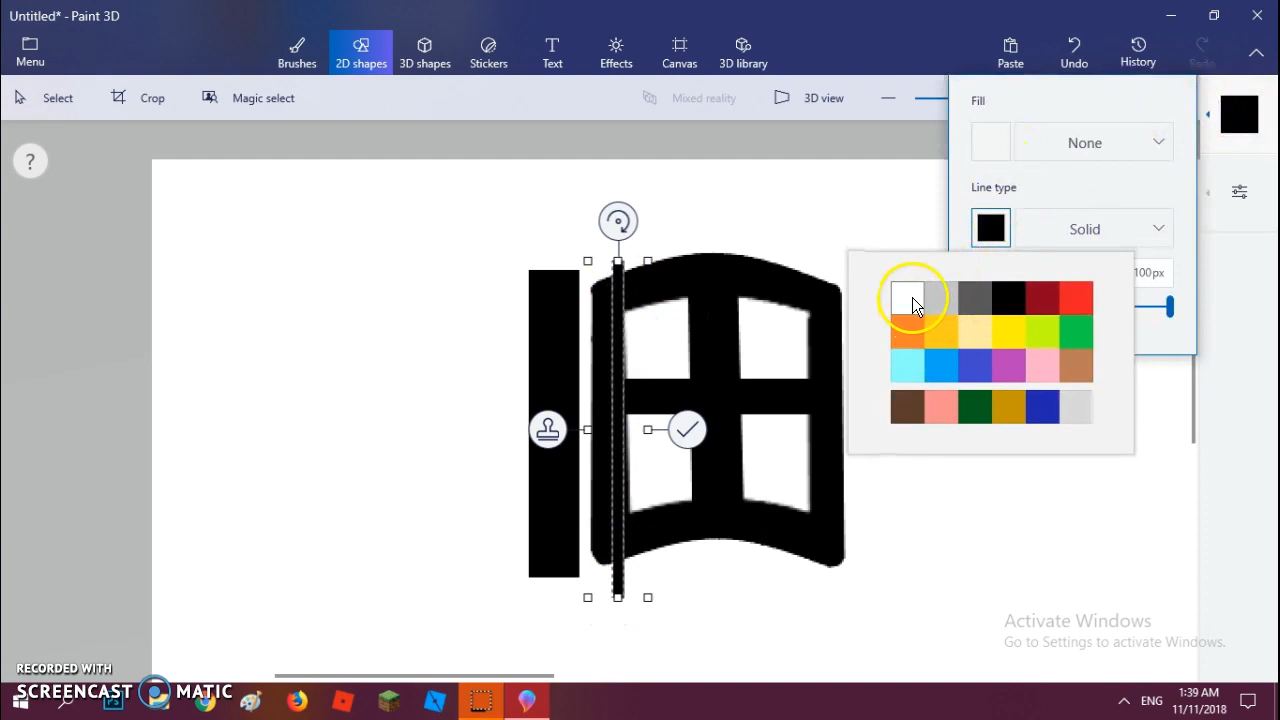 Untitled* - Paint 3D
Menu
Brushes
2D shapes
3D shapes
Stickers
Text
Effects
Canvas
3D library
Paste
Undo
History
Redo
Select
Crop
Magic select
Mixed reality
3D view
Fill
None
Line type
Solid
100px
?
Activate Windows
Go to Settings to activate Windows.
RECORDED WITH
SCREENCAST MATIC
Ps
ENG
1:39 AM
11/11/2018